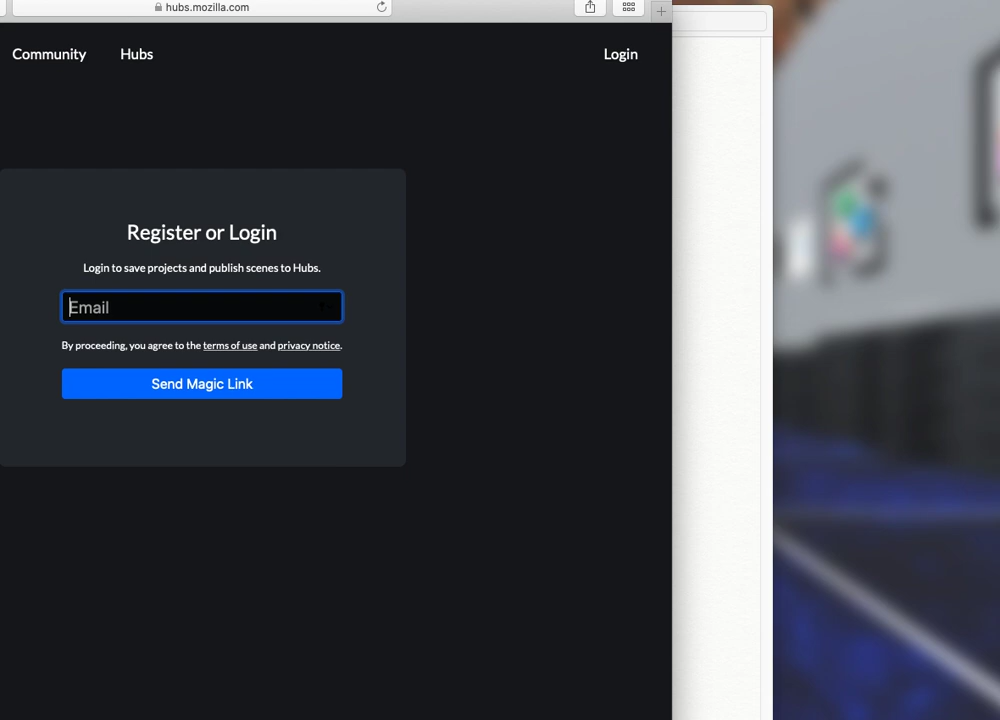 hubs.mozilla.com
Community Hubs Login
Register or Login
Login to save projects and publish scenes to Hubs.
Email
By proceeding, you agree to the terms of use and privacy notice.
Send Magic Link